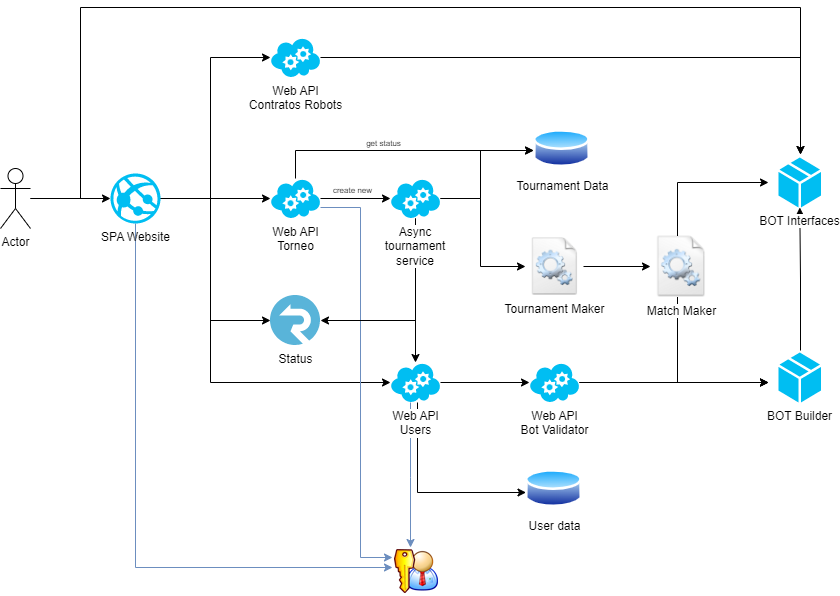 Web API
Contratos Robots
get status
Tournament Data
create new
Actor
SPA Website
Web API
Torneo
Async
tournament
service
BOT Interfaces
Tournament Maker
Match Maker
Status
Web API
Users
Web API
Bot Validator
BOT Builder
User data